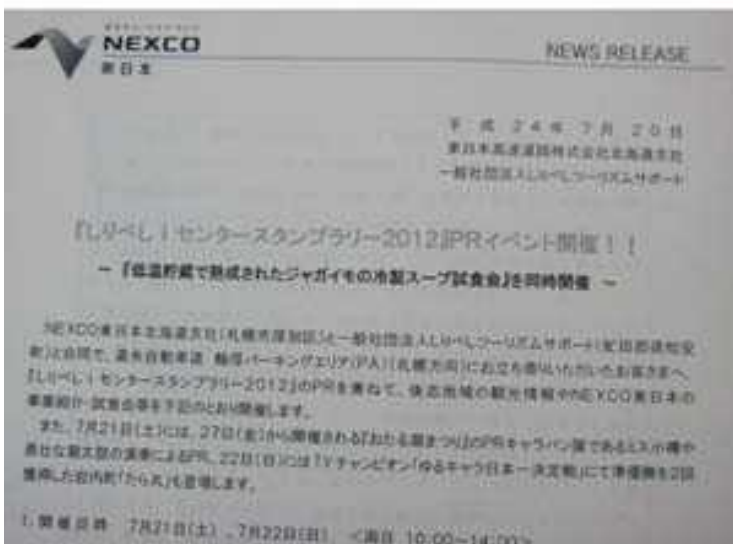 NEXCO
東日本
NEWS RELEASE
平成24年7月20日
東日本高速道路株式会社北海道支社
一般社団法人しりべしツーリズムサポート
『しりべしiセンタースタンプラリー2012』PRイベント開催！！
～ 『低温貯蔵で熟成されたジャガイモの冷製スープ試食会』を同時開催 ～
NEXCO東日本北海道支社(札幌市厚別区)と一般社団法人しりべしツーリズムサポート(虻田郡倶知安
町)と合同で、道央自動車道 輪厚パーキングエリア(PA)(札幌方向)にお立ち寄りいただいたお客さまへ
『しりべしiセンタースタンプラリー2012』のPRを兼ねて、後志地域の観光情報やNEXCO東日本の
事業紹介・試食会等を下記のとおり開催します。
また、7月21日(土)には、27日(金)から開催される『おたる潮まつり』のPRキャラバン隊であるミス小樽や
潮太鼓の演奏によるPR、22日(日)にはTVチャンピオン「ゆるキャラ日本一決定戦」にて準優勝を2回
獲得した岩内町「たら丸」も登場します。
1. 開催日時 7月21日(土)、7月22日(日) ＜両日 10:00～14:00＞